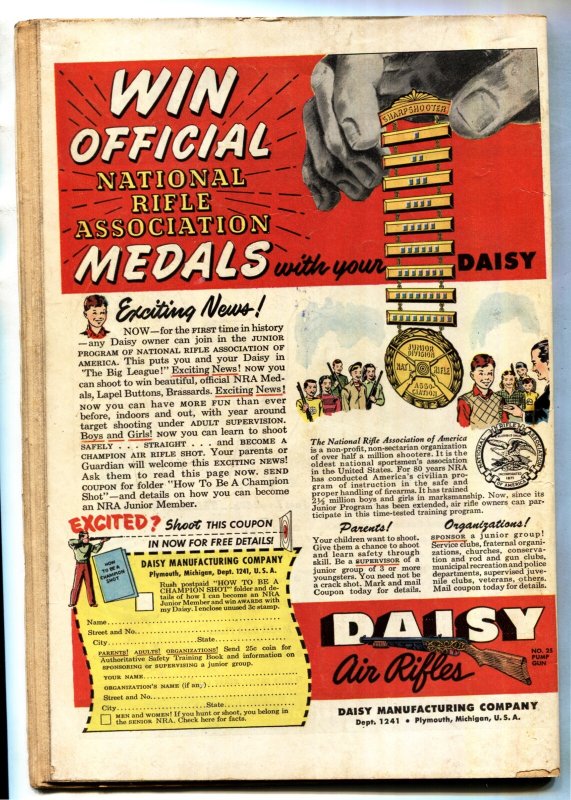 WIN
OFFICIAL
NATIONAL
RIFLE
ASSOCIATION
MEDALS with your DAISY
SHARPSHOOTER
JUNIOR
DIVISION
NAT'L RIFLE
ASSO-
CIATION
Exciting News!
NOW—for the FIRST time in history
—any Daisy owner can join in the JUNIOR
PROGRAM OF NATIONAL RIFLE ASSOCIATION OF
AMERICA. This puts you and your Daisy in
"The Big League!" Exciting News! NOW you
can shoot to win beautiful, official NRA Med-
als, Lapel Buttons, Brassards. Exciting News!
NOW you can have MORE FUN than ever
before, indoors and out, with year around
target shooting under ADULT SUPERVISION.
Boys and Girls! NOW you can learn to shoot
SAFELY . . . STRAIGHT . . . and BECOME A
CHAMPION AIR RIFLE SHOT. Your parents or
Guardian will welcome this EXCITING NEWS!
Ask them to read this page NOW. SEND
COUPON for folder "How To Be A Champion
Shot"—and details on how you can become
an NRA Junior Member.
The National Rifle Association of America
is a non-profit, non-sectarian organization
of over half a million shooters. It is the
oldest national sportsmen's association
in the United States. For 80 years NRA
has conducted America's civilian pro-
gram of instruction in the safe and
proper handling of firearms. It has trained
2½ million boys and girls in marksmanship. Now, since its
Junior Program has been extended, air rifle owners can par-
ticipate in this time-tested training program.
Parents!
Your children want to shoot.
Give them a chance to shoot
and learn safety through
skill. Be a SUPERVISOR of a
junior group of 3 or more
youngsters. You need not be
a crack shot. Mark and mail
Coupon today for details.
Organizations!
SPONSOR a junior group!
Service clubs, fraternal organi-
zations, churches, conserva-
tion and rod and gun clubs,
municipal recreation and police
departments, supervised juve-
nile clubs, veterans, others.
Mail coupon today for details.
EXCITED? Shoot THIS COUPON
IN NOW FOR FREE DETAILS!
HOW
TO BE A
CHAMPION
SHOT
DAISY MANUFACTURING COMPANY
Plymouth, Michigan, Dept. 1241, U. S. A.
Rush postpaid "HOW TO BE A
CHAMPION SHOT" folder and de-
tails of how I can become an NRA
Junior Member and win AWARDS with
my Daisy. I enclose unused 3c stamp.
Name
Street and No.
City State
PARENTS! ADULTS! ORGANIZATIONS! Send 25c coin for
Authoritative Safety Training Book and information on
SPONSORING OR SUPERVISING a junior group.
YOUR NAME
ORGANIZATION'S NAME (if any)
Street and No.
City State
MEN and WOMEN! If you hunt or shoot, you belong in
the SENIOR NRA. Check here for facts.
DAISY
Air Rifles
NO. 25
PUMP
GUN
DAISY MANUFACTURING COMPANY
Dept. 1241 • Plymouth, Michigan, U. S. A.